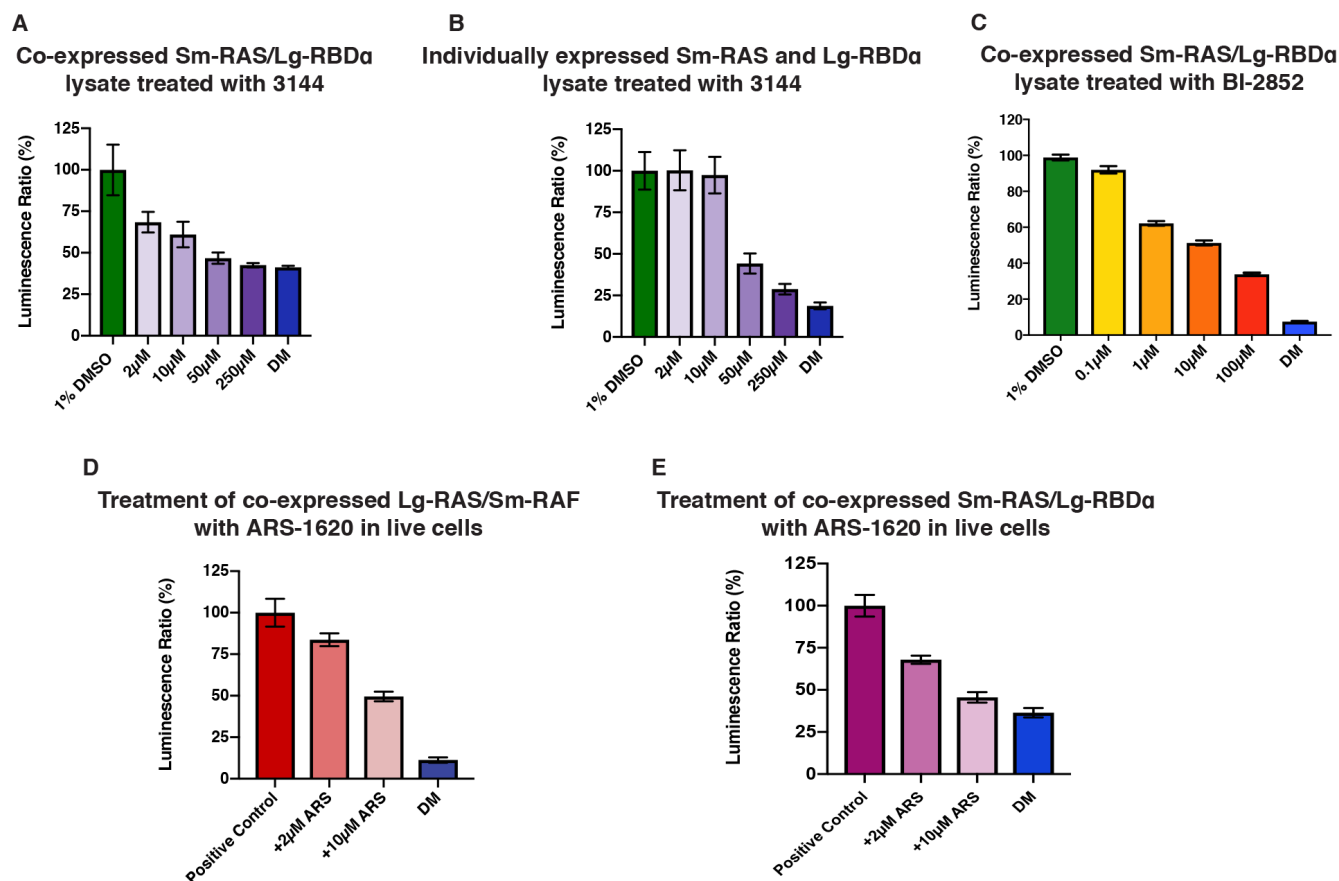 A
Co-expressed Sm-RAS/Lg-RBDɑ
lysate treated with 3144
Luminescence Ratio (%)
125
100
75
50
25
0
1% DMSO
2µM
10µM
50µM
250µM
DM
B
Individually expressed Sm-RAS and Lg-RBDɑ
lysate treated with 3144
Luminescence Ratio (%)
125
100
75
50
25
0
1% DMSO
2µM
10µM
50µM
250µM
DM
C
Co-expressed Sm-RAS/Lg-RBDɑ
lysate treated with BI-2852
Luminescence Ratio (%)
120
100
80
60
40
20
0
1% DMSO
0.1µM
1µM
10µM
100µM
DM
D
Treatment of co-expressed Lg-RAS/Sm-RAF
with ARS-1620 in live cells
Luminescence Ratio (%)
125
100
75
50
25
0
Positive Control
+2µM ARS
+10µM ARS
DM
E
Treatment of co-expressed Sm-RAS/Lg-RBDɑ
with ARS-1620 in live cells
Luminescence Ratio (%)
125
100
75
50
25
0
Positive Control
+2µM ARS
+10µM ARS
DM